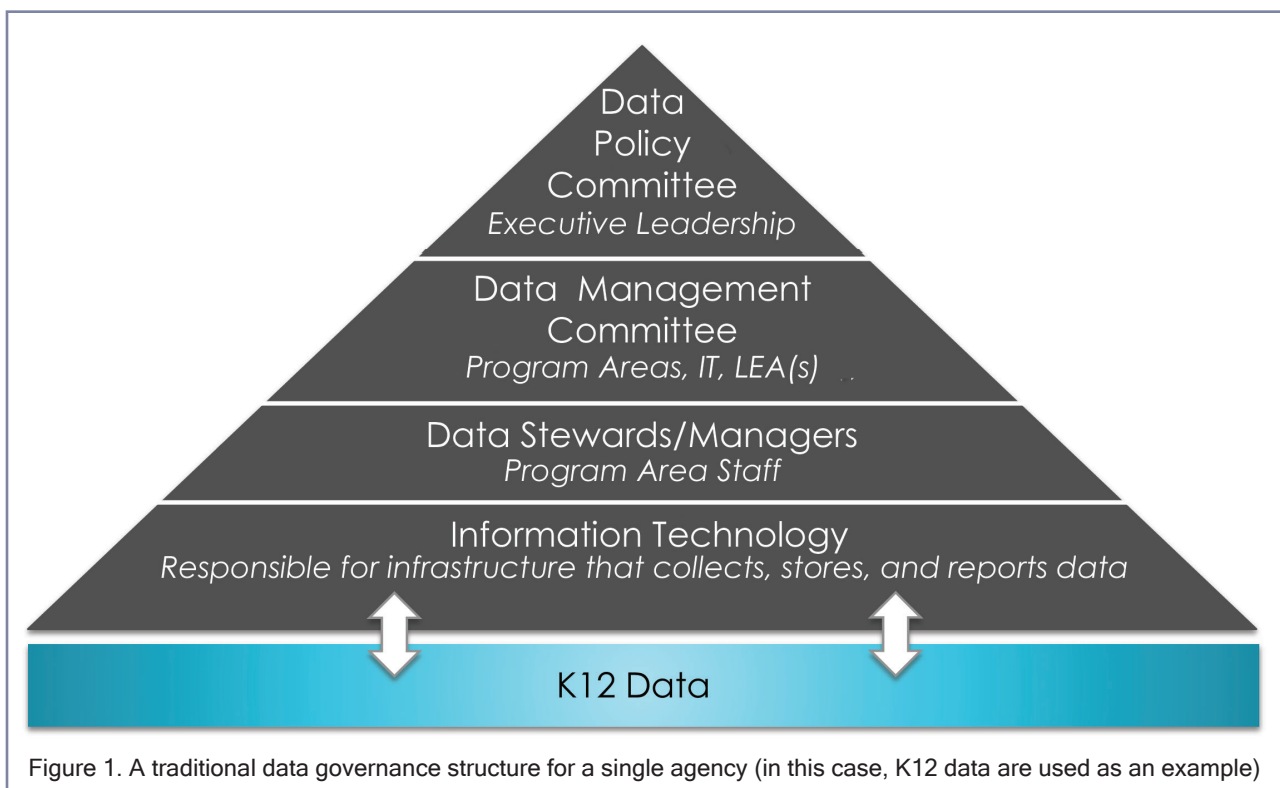 Data
Policy
Committee
Executive Leadership
Data Management
Committee
Program Areas, IT, LEA(s)
Data Stewards/Managers
Program Area Staff
Information Technology
Responsible for infrastructure that collects, stores, and reports data
K12 Data
Figure 1. A traditional data governance structure for a single agency (in this case, K12 data are used as an example)